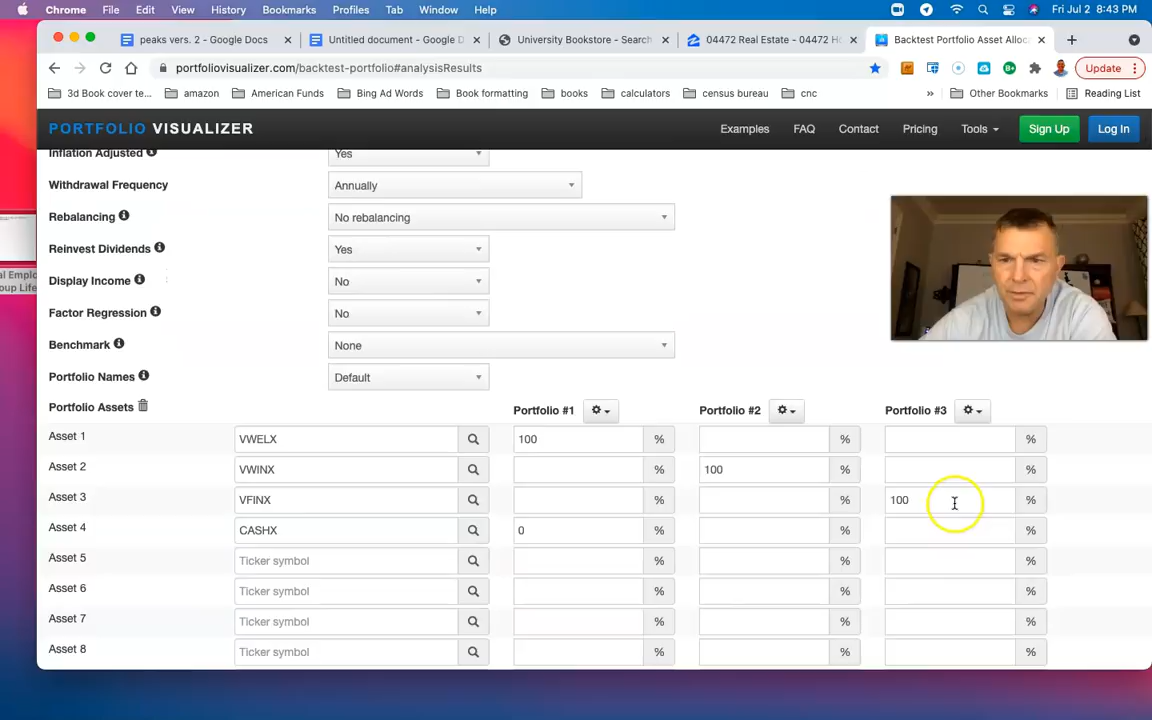 Chrome File Edit View History Bookmarks Profiles Tab Window Help Fri Jul 2 8:43 PM
peaks vers. 2 - Google Docs Untitled document - Google D University Bookstore - Search 04472 Real Estate - 04472 H Backtest Portfolio Asset Alloc
portfoliovisualizer.com/backtest-portfolio#analysisResults Update
3d Book cover te... amazon American Funds Bing Ad Words Book formatting books calculators census bureau cnc » Other Bookmarks Reading List
PORTFOLIO VISUALIZER Examples FAQ Contact Pricing Tools Sign Up Log In
Inflation Adjusted Yes
Withdrawal Frequency Annually
Rebalancing No rebalancing
Reinvest Dividends Yes
Display Income No
Factor Regression No
Benchmark None
Portfolio Names Default
Portfolio Assets Portfolio #1 Portfolio #2 Portfolio #3
Asset 1 VWELX 100 % % %
Asset 2 VWINX % 100 % %
Asset 3 VFINX % % 100 %
Asset 4 CASHX 0 % % %
Asset 5 Ticker symbol % % %
Asset 6 Ticker symbol % % %
Asset 7 Ticker symbol % % %
Asset 8 Ticker symbol % % %
al Emplo
oup Life